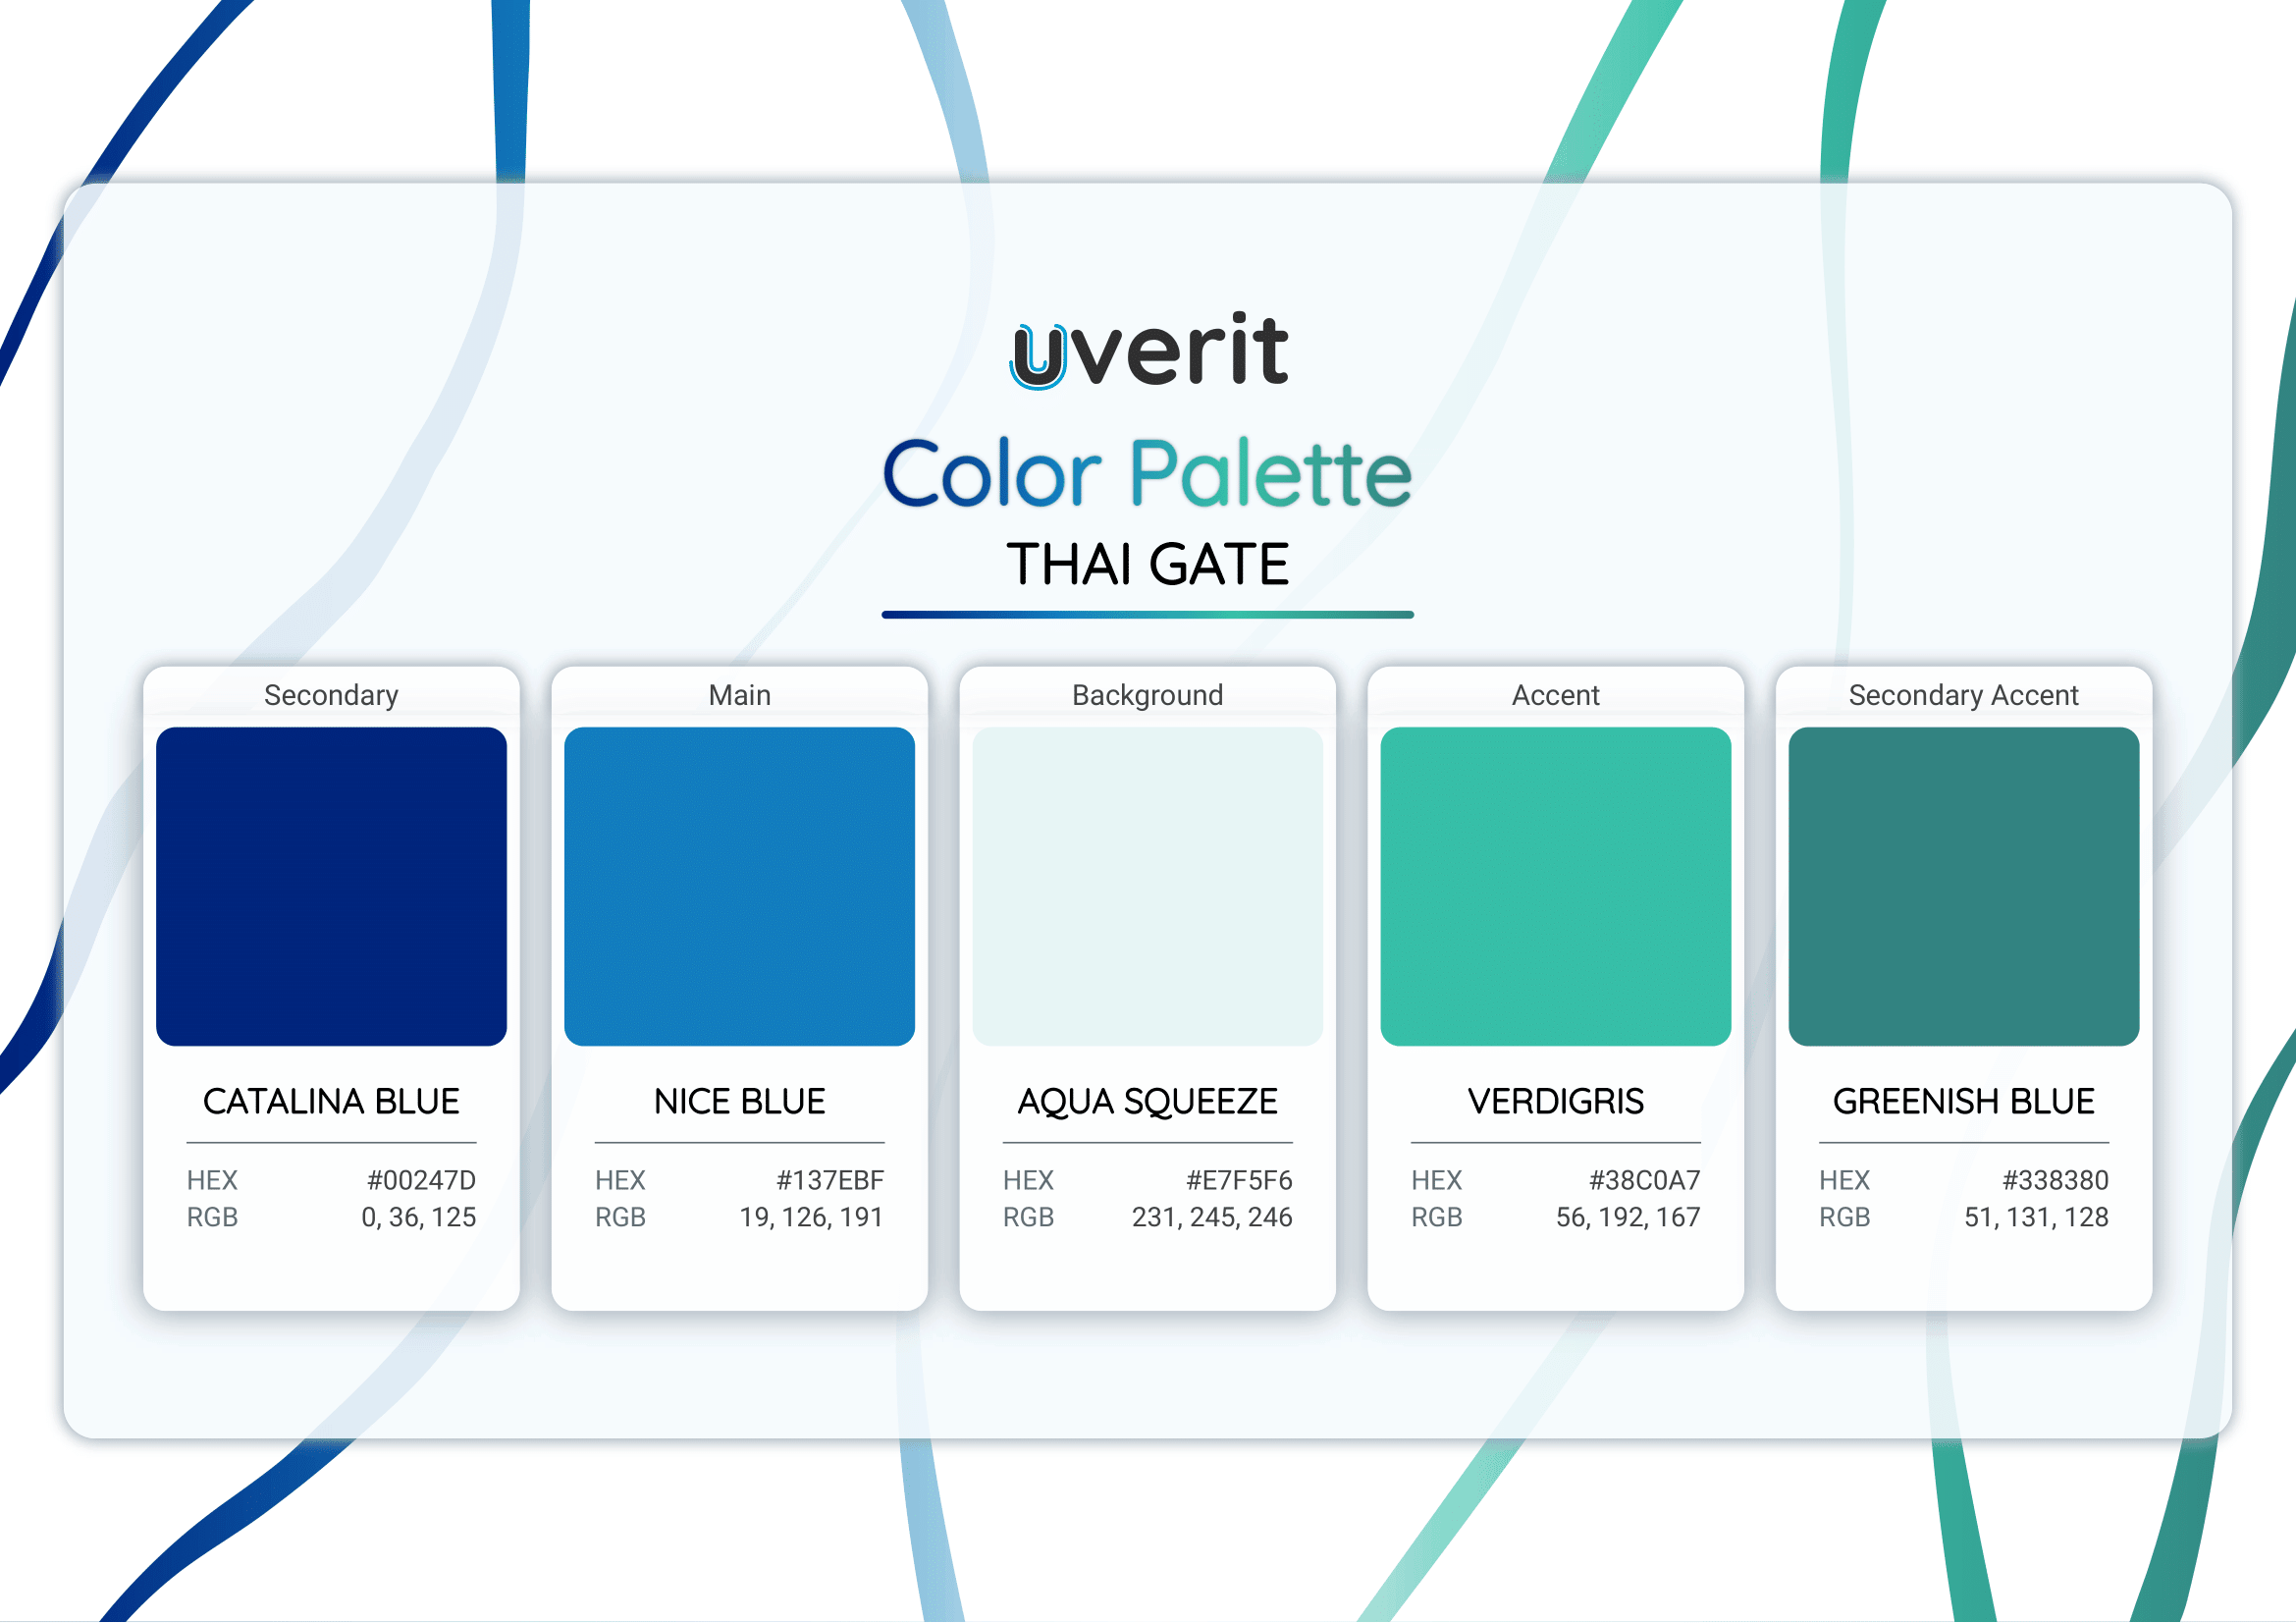 uverit
Color Palette
THAI GATE
Secondary
CATALINA BLUE
HEX #00247D
RGB 0, 36, 125
Main
NICE BLUE
HEX #137EBF
RGB 19, 126, 191
Background
AQUA SQUEEZE
HEX #E7F5F6
RGB 231, 245, 246
Accent
VERDIGRIS
HEX #38C0A7
RGB 56, 192, 167
Secondary Accent
GREENISH BLUE
HEX #338380
RGB 51, 131, 128